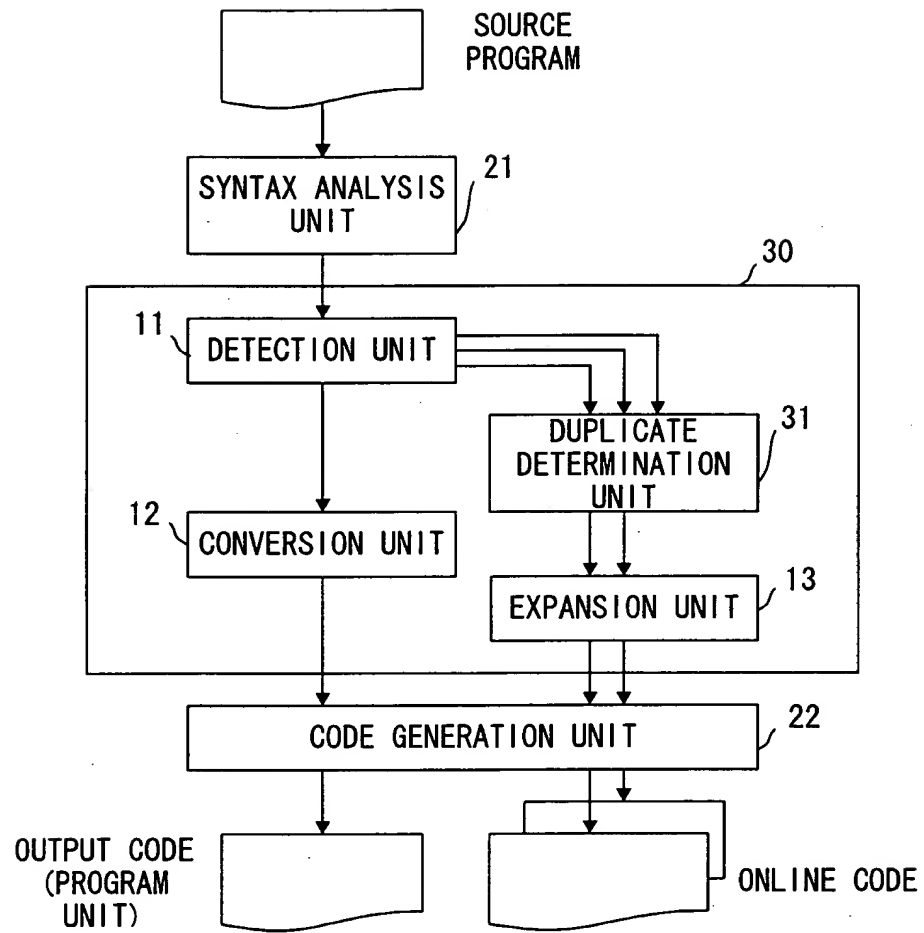 SOURCE
PROGRAM
SYNTAX ANALYSIS
UNIT
21
30
11
DETECTION UNIT
DUPLICATE
DETERMINATION
UNIT
31
12
CONVERSION UNIT
EXPANSION UNIT
13
CODE GENERATION UNIT
22
OUTPUT CODE
(PROGRAM
UNIT)
ONLINE CODE